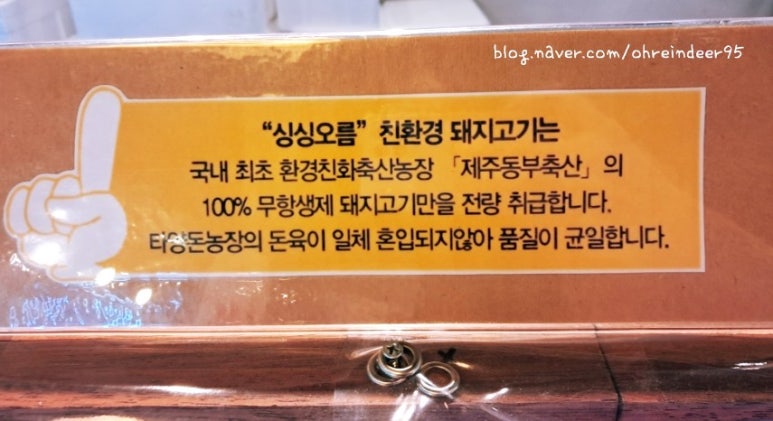 blog.naver.com/ohreindeer95
“싱싱오름” 친환경 돼지고기는
국내 최초 환경친화축산농장 「제주동부축산」의
100% 무항생제 돼지고기만을 전량 취급합니다.
타양돈농장의 돈육이 일체 혼입되지않아 품질이 균일합니다.